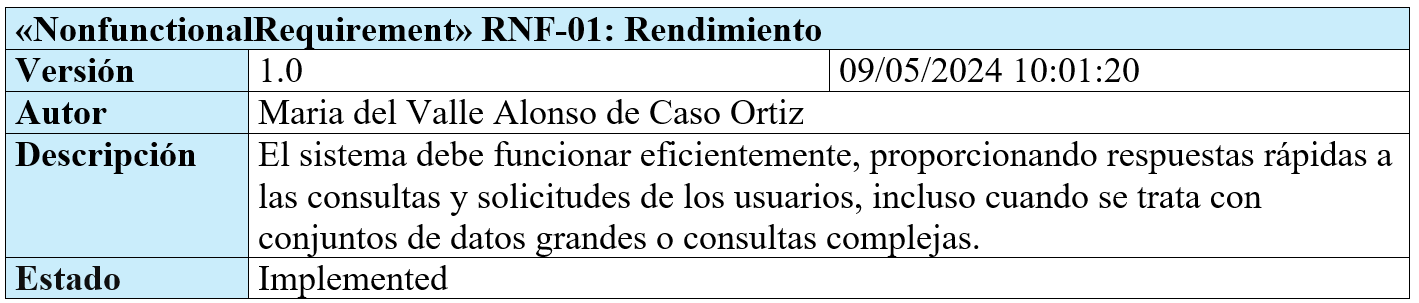 «NonfunctionalRequirement» RNF-01: Rendimiento
Versión 1.0 09/05/2024 10:01:20
Autor Maria del Valle Alonso de Caso Ortiz
Descripción El sistema debe funcionar eficientemente, proporcionando respuestas rápidas a
las consultas y solicitudes de los usuarios, incluso cuando se trata con
conjuntos de datos grandes o consultas complejas.
Estado Implemented